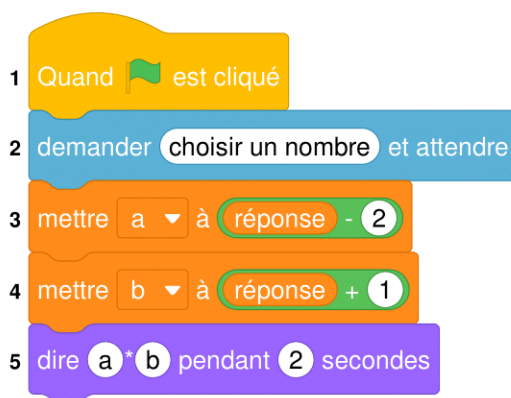 1 Quand est cliqué
2 demander choisir un nombre et attendre
3 mettre a à réponse - 2
4 mettre b à réponse + 1
5 dire a * b pendant 2 secondes